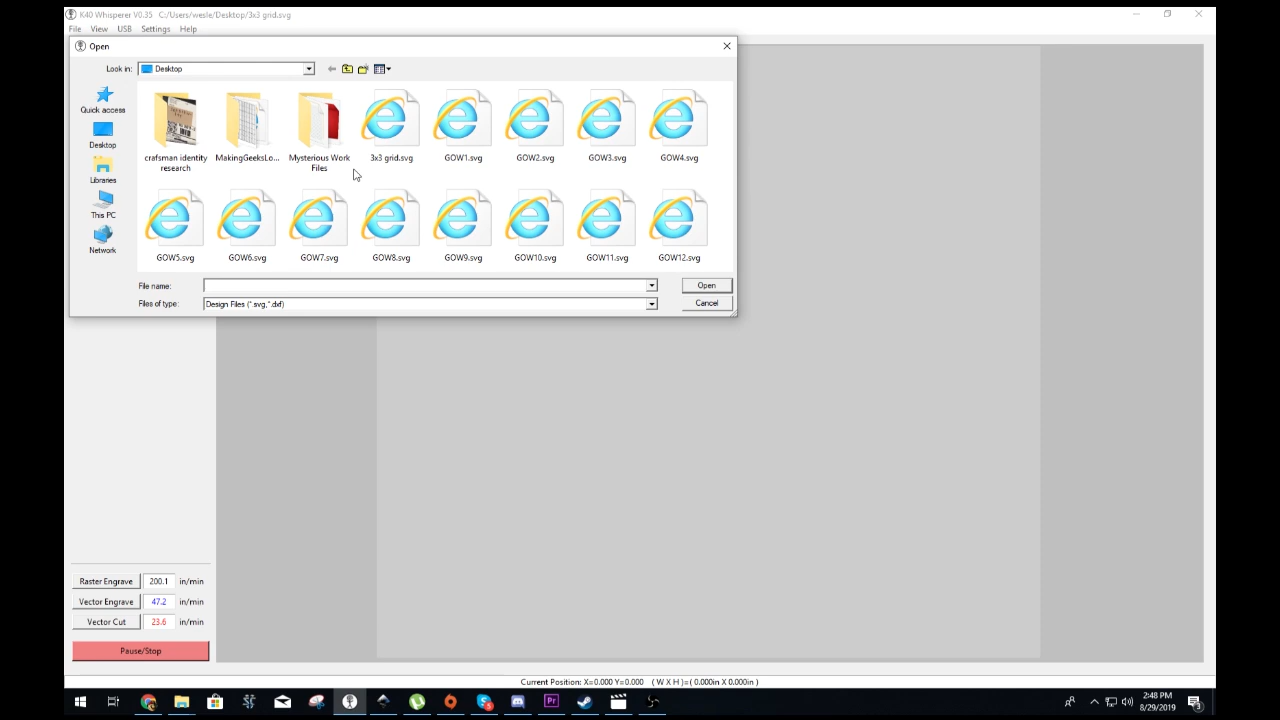 K40 Whisperer V0.35 C:/Users/wesle/Desktop/3x3 grid.svg
File View USB Settings Help
Open
Look in: Desktop
Quick access
Desktop
Libraries
This PC
Network
crafsman identity research
MakingGeeksLo...
Mysterious Work Files
3x3 grid.svg
GOW1.svg
GOW2.svg
GOW3.svg
GOW4.svg
GOW5.svg
GOW6.svg
GOW7.svg
GOW8.svg
GOW9.svg
GOW10.svg
GOW11.svg
GOW12.svg
File name: Open
Files of type: Design Files (*.svg,*.dxf) Cancel
Raster Engrave 200.1 in/min
Vector Engrave 47.2 in/min
Vector Cut 23.6 in/min
Pause/Stop
Current Position: X=0.000 Y=0.000 ( W X H )=( 0.000in X 0.000in )
2:48 PM
8/29/2019